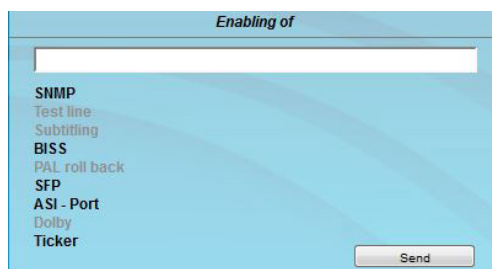 Enabling of
SNMP
Test line
Subtitling
BISS
PAL roll back
SFP
ASI - Port
Dolby
Ticker
Send